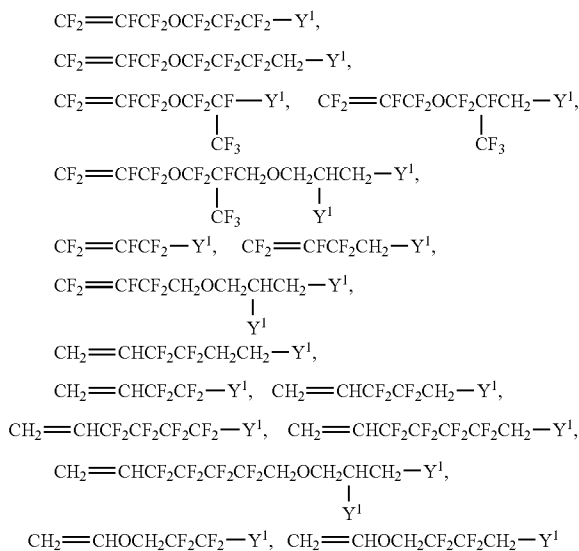 CF₂=CFCF₂OCF₂CF₂CF₂—Y¹,
CF₂=CFCF₂OCF₂CF₂CF₂CH₂—Y¹,
CF₂=CFCF₂OCF₂CF—Y¹, CF₂=CFCF₂OCF₂CFCH₂—Y¹,
CF₃ CF₃
CF₂=CFCF₂OCF₂CFCH₂OCH₂CHCH₂—Y¹,
CF₃ Y¹
CF₂=CFCF₂—Y¹, CF₂=CFCF₂CH₂—Y¹,
CF₂=CFCF₂CH₂OCH₂CHCH₂—Y¹,
Y¹
CH₂=CHCF₂CF₂CH₂CH₂—Y¹,
CH₂=CHCF₂CF₂—Y¹, CH₂=CHCF₂CF₂CH₂—Y¹,
CH₂=CHCF₂CF₂CF₂CF₂—Y¹, CH₂=CHCF₂CF₂CF₂CF₂CH₂—Y¹,
CH₂=CHCF₂CF₂CF₂CF₂CH₂OCH₂CHCH₂—Y¹,
Y¹
CH₂=CHOCH₂CF₂CF₂—Y¹, CH₂=CHOCH₂CF₂CF₂CH₂—Y¹